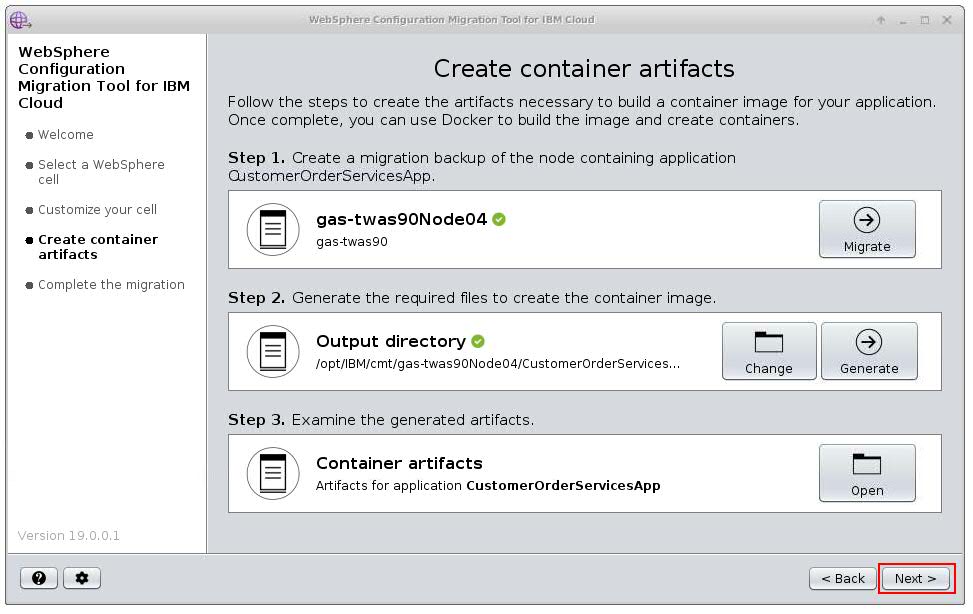 WebSphere Configuration Migration Tool for IBM Cloud
WebSphere
Configuration
Migration Tool for IBM
Cloud
Welcome
Select a WebSphere
cell
Customize your cell
Create container
artifacts
Complete the migration
Version 19.0.0.1
Create container artifacts
Follow the steps to create the artifacts necessary to build a container image for your application.
Once complete, you can use Docker to build the image and create containers.
Step 1. Create a migration backup of the node containing application
CustomerOrderServicesApp.
gas-twas90Node04
gas-twas90
Migrate
Step 2. Generate the required files to create the container image.
Output directory
/opt/IBM/cmt/gas-twas90Node04/CustomerOrderServices...
Change
Generate
Step 3. Examine the generated artifacts.
Container artifacts
Artifacts for application CustomerOrderServicesApp
Open
?
< Back
Next >